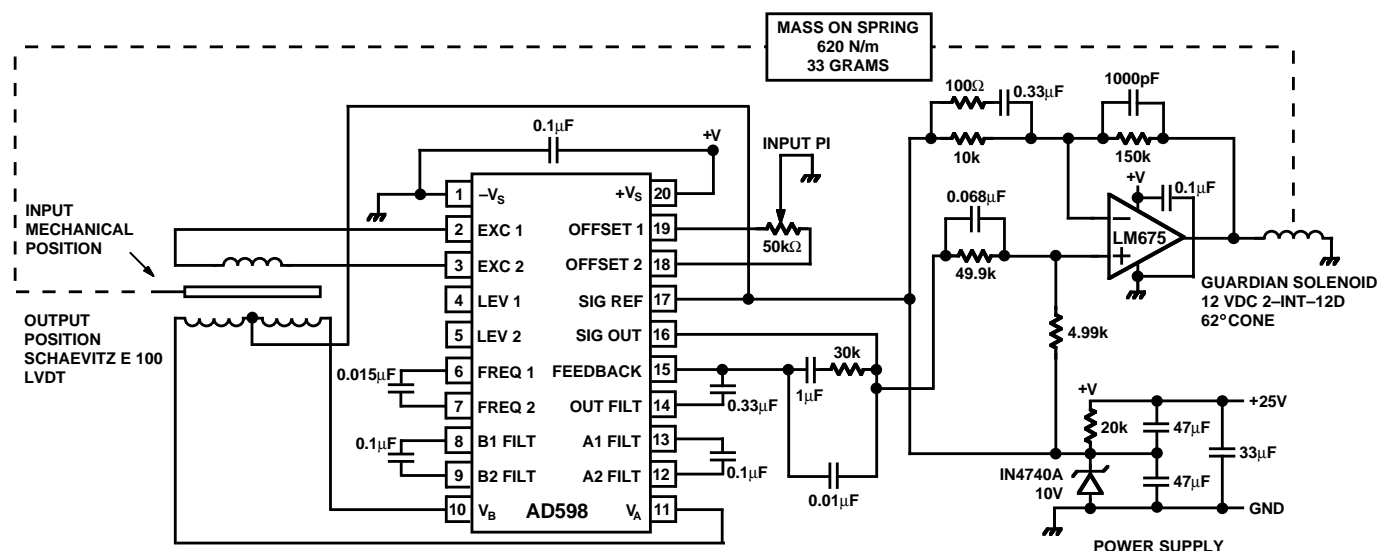 MASS ON SPRING
620 N/m
33 GRAMS
100Ω
0.33µF
1000pF
10k
150k
0.1µF
+V
INPUT PI
50kΩ
+V
0.1µF
0.068µF
49.9k
LM675
GUARDIAN SOLENOID
12 VDC 2–INT–12D
62° CONE
INPUT
MECHANICAL
POSITION
OUTPUT
POSITION
SCHAEVITZ E 100
LVDT
1 –VS
2 EXC 1
3 EXC 2
4 LEV 1
5 LEV 2
6 FREQ 1
7 FREQ 2
8 B1 FILT
9 B2 FILT
10 VB
AD598
+VS 20
OFFSET 1 19
OFFSET 2 18
SIG REF 17
SIG OUT 16
FEEDBACK 15
OUT FILT 14
A1 FILT 13
A2 FILT 12
VA 11
0.015µF
0.1µF
0.33µF
0.1µF
1µF
30k
0.01µF
4.99k
+V
20k
47µF
47µF
33µF
+25V
GND
IN4740A
10V
POWER SUPPLY